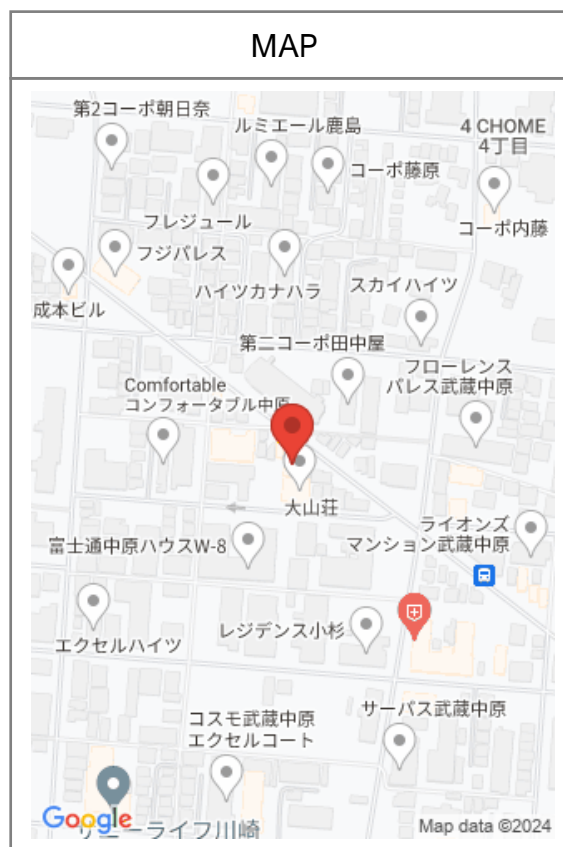 MAP
第2コーポ朝日奈
ルミエール鹿島
4 CHOME
4丁目
コーポ藤原
フレジュール
コーポ内藤
フジパレス
ハイツカナハラ
スカイハイツ
成本ビル
第二コーポ田中屋
フローレンス
パレス武蔵中原
Comfortable
コンフォータブル中原
大山荘
ライオンズ
マンション武蔵中原
富士通中原ハウスW-8
レジデンス小杉
エクセルハイツ
サーパス武蔵中原
コスモ武蔵中原
エクセルコート
Google
サニーライフ川崎
Map data ©2024